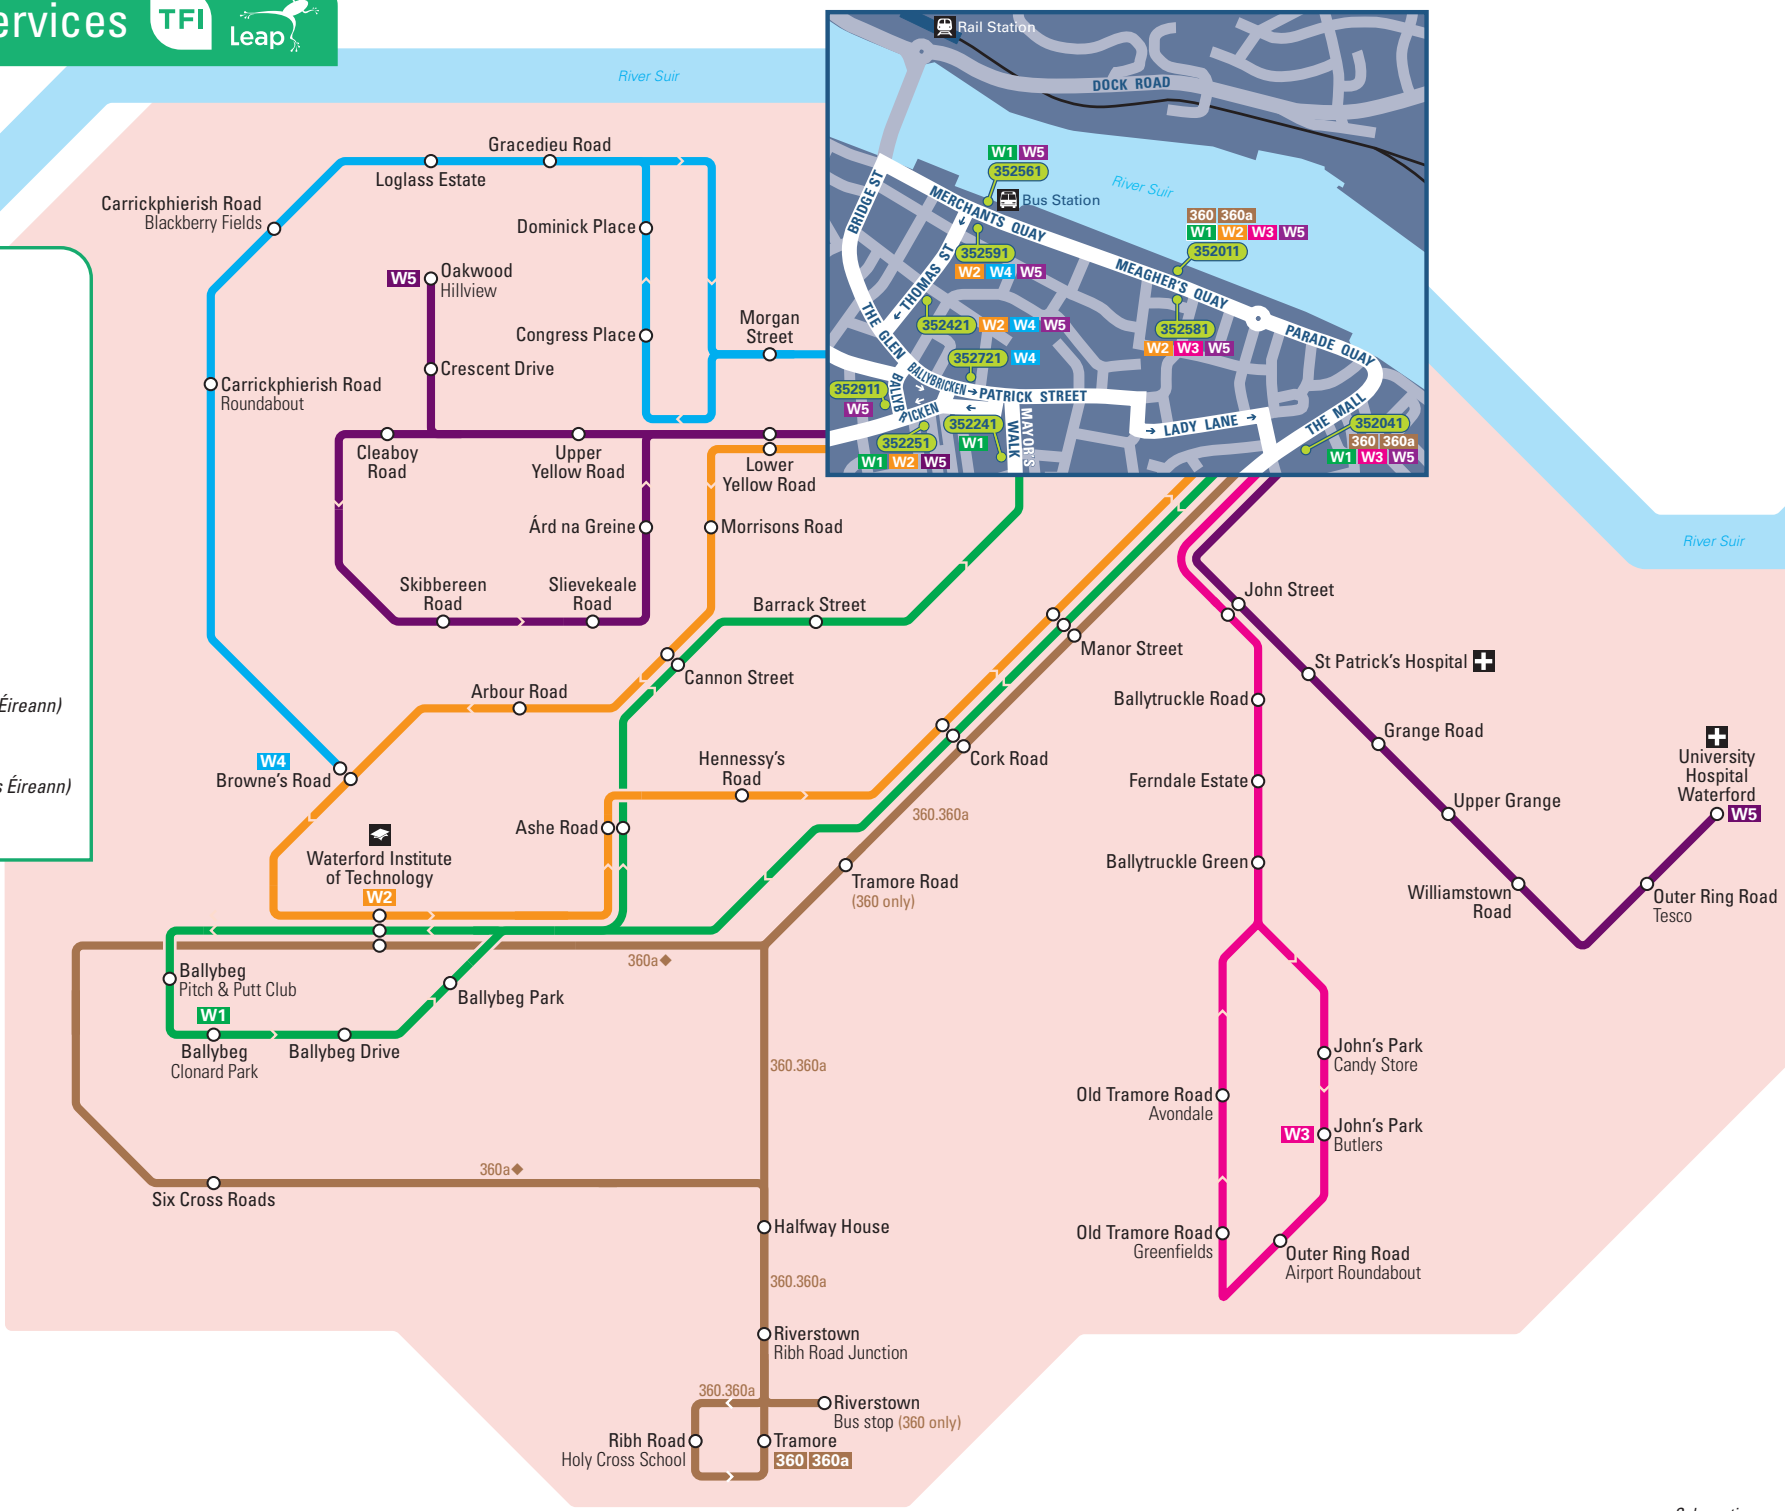 ervices
TFI
Leap
River Suir
Gracedieu Road
Loglass Estate
Carrickphierish Road
Blackberry Fields
Dominick Place
W5
Oakwood
Hillview
Congress Place
Morgan
Street
Crescent Drive
Carrickphierish Road
Roundabout
Cleaboy
Road
Upper
Yellow Road
Lower
Yellow Road
Árd na Greine
Morrisons Road
Skibbereen
Road
Slievekeale
Road
Barrack Street
Cannon Street
Arbour Road
W4
Browne's Road
Hennessy's
Road
Ashe Road
Waterford Institute
of Technology
W2
Ballybeg
Pitch & Putt Club
W1
Ballybeg
Clonard Park
Ballybeg Drive
Ballybeg Park
Six Cross Roads
360a◆
360a◆
360.360a
360.360a
360.360a
360.360a
Tramore Road
(360 only)
Cork Road
Manor Street
Halfway House
Riverstown
Ribh Road Junction
Riverstown
Bus stop (360 only)
Ribh Road
Holy Cross School
Tramore
360 360a
Rail Station
DOCK ROAD
River Suir
W1 W5
352561
Bus Station
BRIDGE ST
MERCHANTS QUAY
360 360a
W1 W2 W3 W5
352011
352591
W2 W4 W5
THOMAS ST
MEAGHER'S QUAY
THE GLEN
352421 W2 W4 W5
352581
W2 W3 W5
PARADE QUAY
352721 W4
352911
W5
BALLYBRICKEN
BALLYBRICKEN
PATRICK STREET
352241
W1
352251
W1 W2 W5
MAYOR'S
WALK
LADY LANE
THE MALL
352041
360 360a
W1 W3 W5
River Suir
John Street
St Patrick's Hospital
Ballytruckle Road
Grange Road
Ferndale Estate
Upper Grange
University
Hospital
Waterford
W5
Ballytruckle Green
Williamstown
Road
Outer Ring Road
Tesco
John's Park
Candy Store
Old Tramore Road
Avondale
W3
John's Park
Butlers
Old Tramore Road
Greenfields
Outer Ring Road
Airport Roundabout
Éireann)
Éireann)